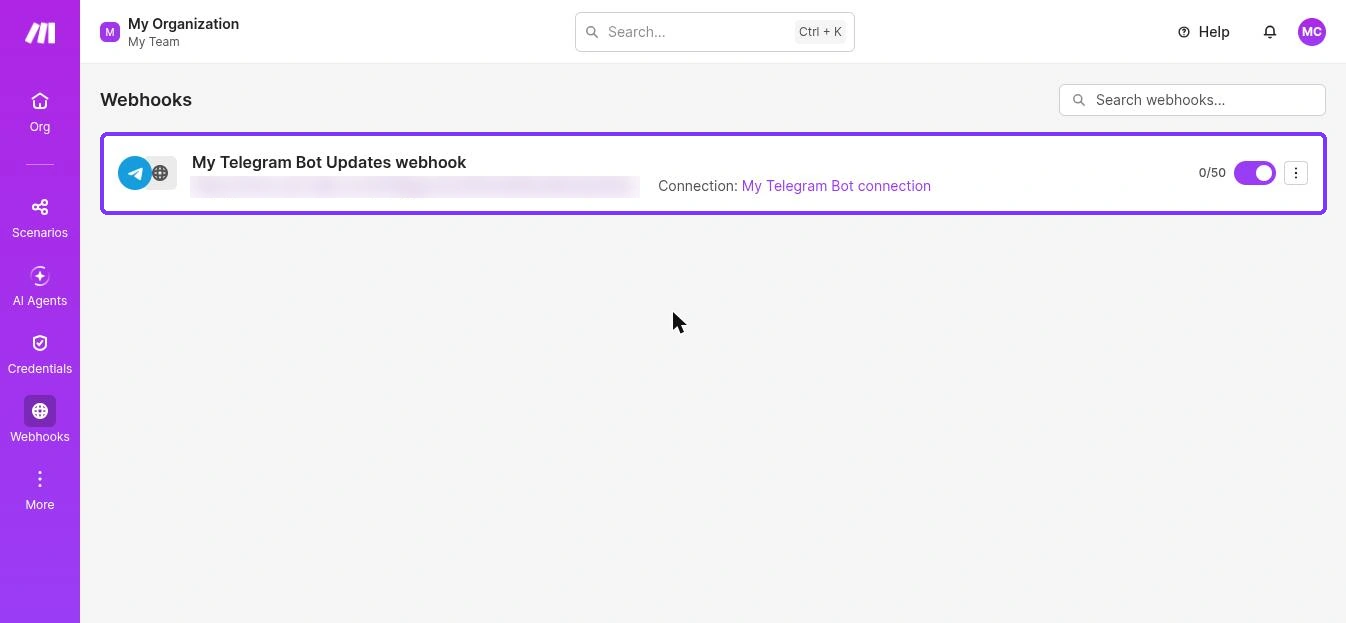 M
My Organization
My Team
Search...
Ctrl + K
Help
MC
Org
Scenarios
AI Agents
Credentials
Webhooks
More
Webhooks
Search webhooks...
My Telegram Bot Updates webhook
Connection: My Telegram Bot connection
0/50